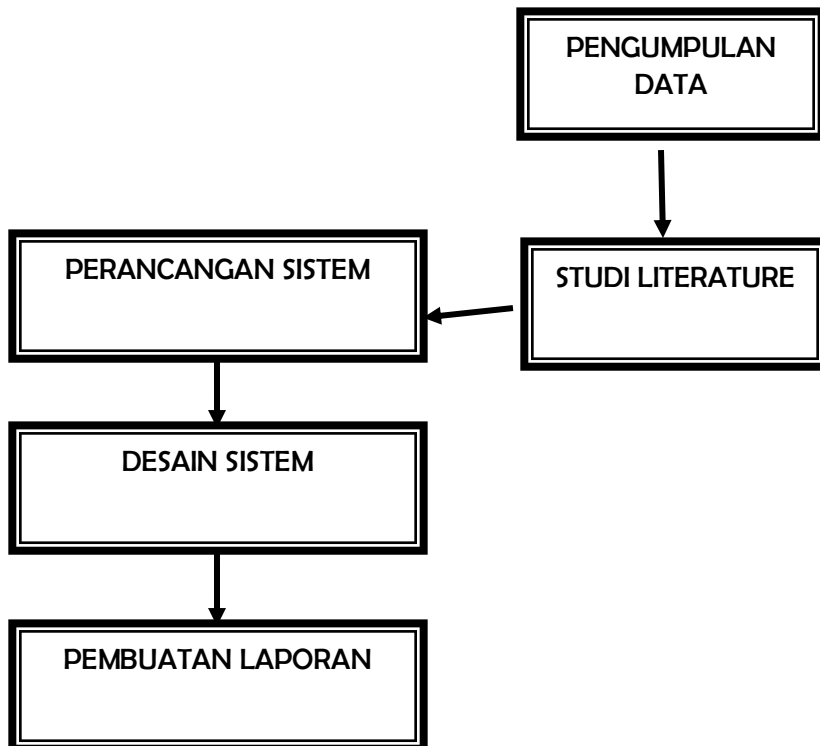 PENGUMPULAN
DATA
STUDI LITERATURE
PERANCANGAN SISTEM
DESAIN SISTEM
PEMBUATAN LAPORAN